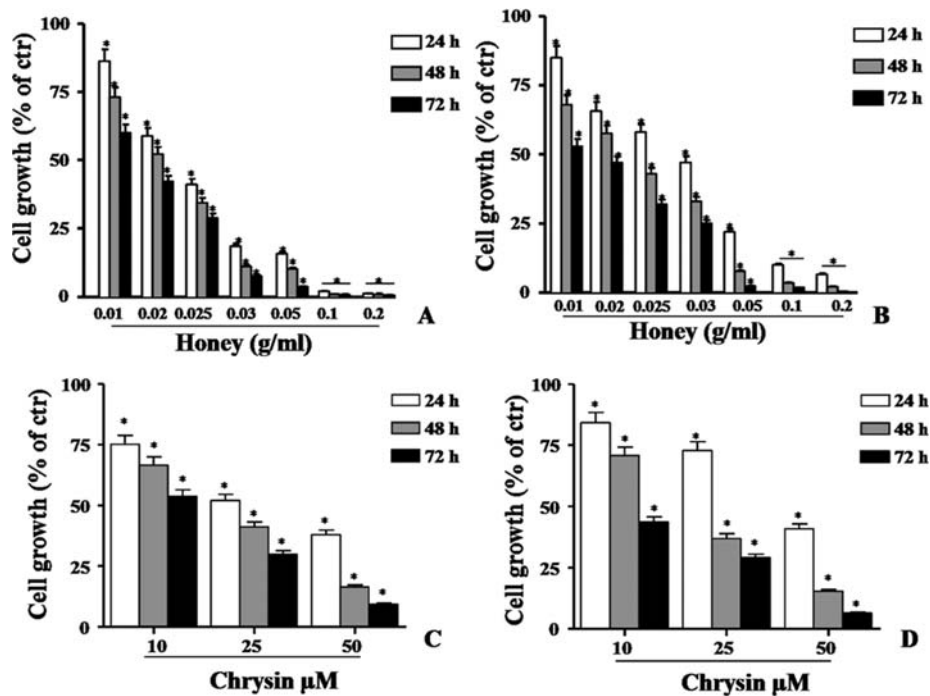 100
75
50
25
0
Cell growth (% of ctr)
24 h
48 h
72 h
* * * * * * * * * * * * * * * * *
0.01 0.02 0.025 0.03 0.05 0.1 0.2
Honey (g/ml)
A
100
75
50
25
0
Cell growth (% of ctr)
24 h
48 h
72 h
* * * * * * * * * * * * * * * * *
0.01 0.02 0.025 0.03 0.05 0.1 0.2
Honey (g/ml)
B
100
75
50
25
0
Cell growth (% of ctr)
24 h
48 h
72 h
* * * * * * * * *
10 25 50
Chrysin μM
C
100
75
50
25
0
Cell growth (% of ctr)
24 h
48 h
72 h
* * * * * * * * *
10 25 50
Chrysin μM
D